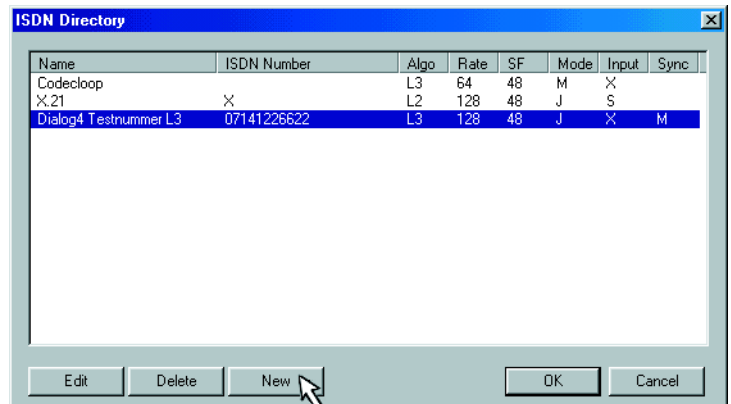 ISDN Directory
Name ISDN Number Algo Rate SF Mode Input Sync
Codecloop L3 64 48 M X
X.21 X L2 128 48 J S
Dialog4 Testnummer L3 07141226622 L3 128 48 J X M
Edit Delete New OK Cancel